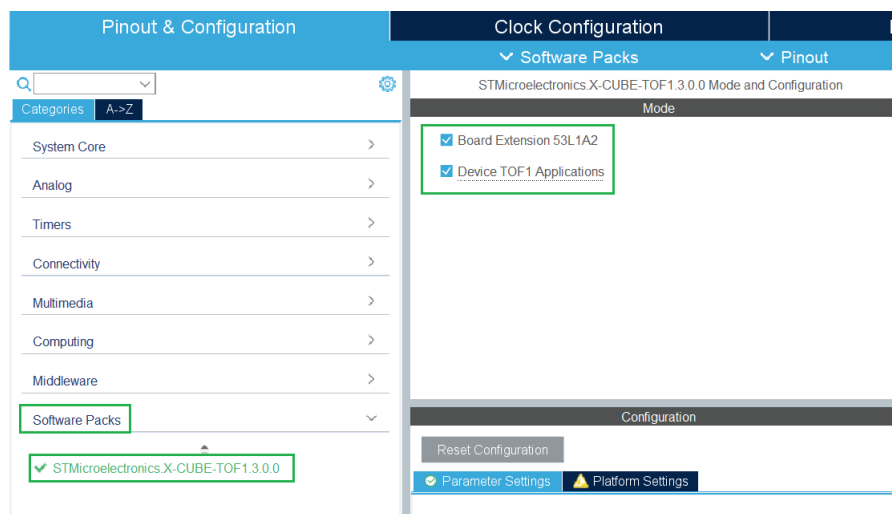 Pinout & Configuration
Clock Configuration
Software Packs
Pinout
STMicroelectronics.X-CUBE-TOF1.3.0.0 Mode and Configuration
Categories
A->Z
Mode
System Core
Board Extension 53L1A2
Device TOF1 Applications
Analog
Timers
Connectivity
Multimedia
Computing
Middleware
Software Packs
Configuration
STMicroelectronics.X-CUBE-TOF1.3.0.0
Reset Configuration
Parameter Settings
Platform Settings